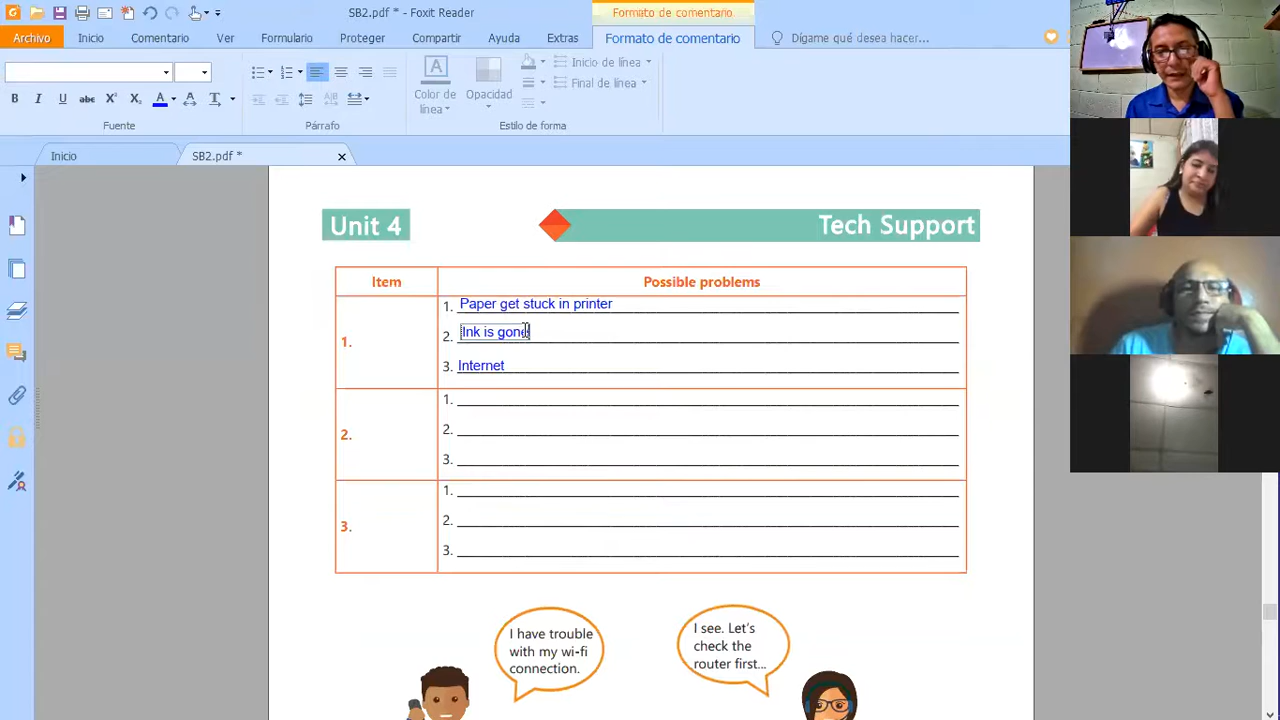 SB2.pdf * - Foxit Reader
Formato de comentario
Archivo
Inicio
Comentario
Ver
Formulario
Proteger
Compartir
Ayuda
Extras
Formato de comentario
Dígame qué desea hacer...
Fuente
Párrafo
Color de línea
Opacidad
Inicio de línea
Final de línea
Estilo de forma
Inicio
SB2.pdf *
Unit 4
Tech Support
Item
Possible problems
1.
1. Paper get stuck in printer
2. Ink is gone
3. Internet
2.
1.
2.
3.
3.
1.
2.
3.
I have trouble
with my wi-fi
connection.
I see. Let's
check the
router first...